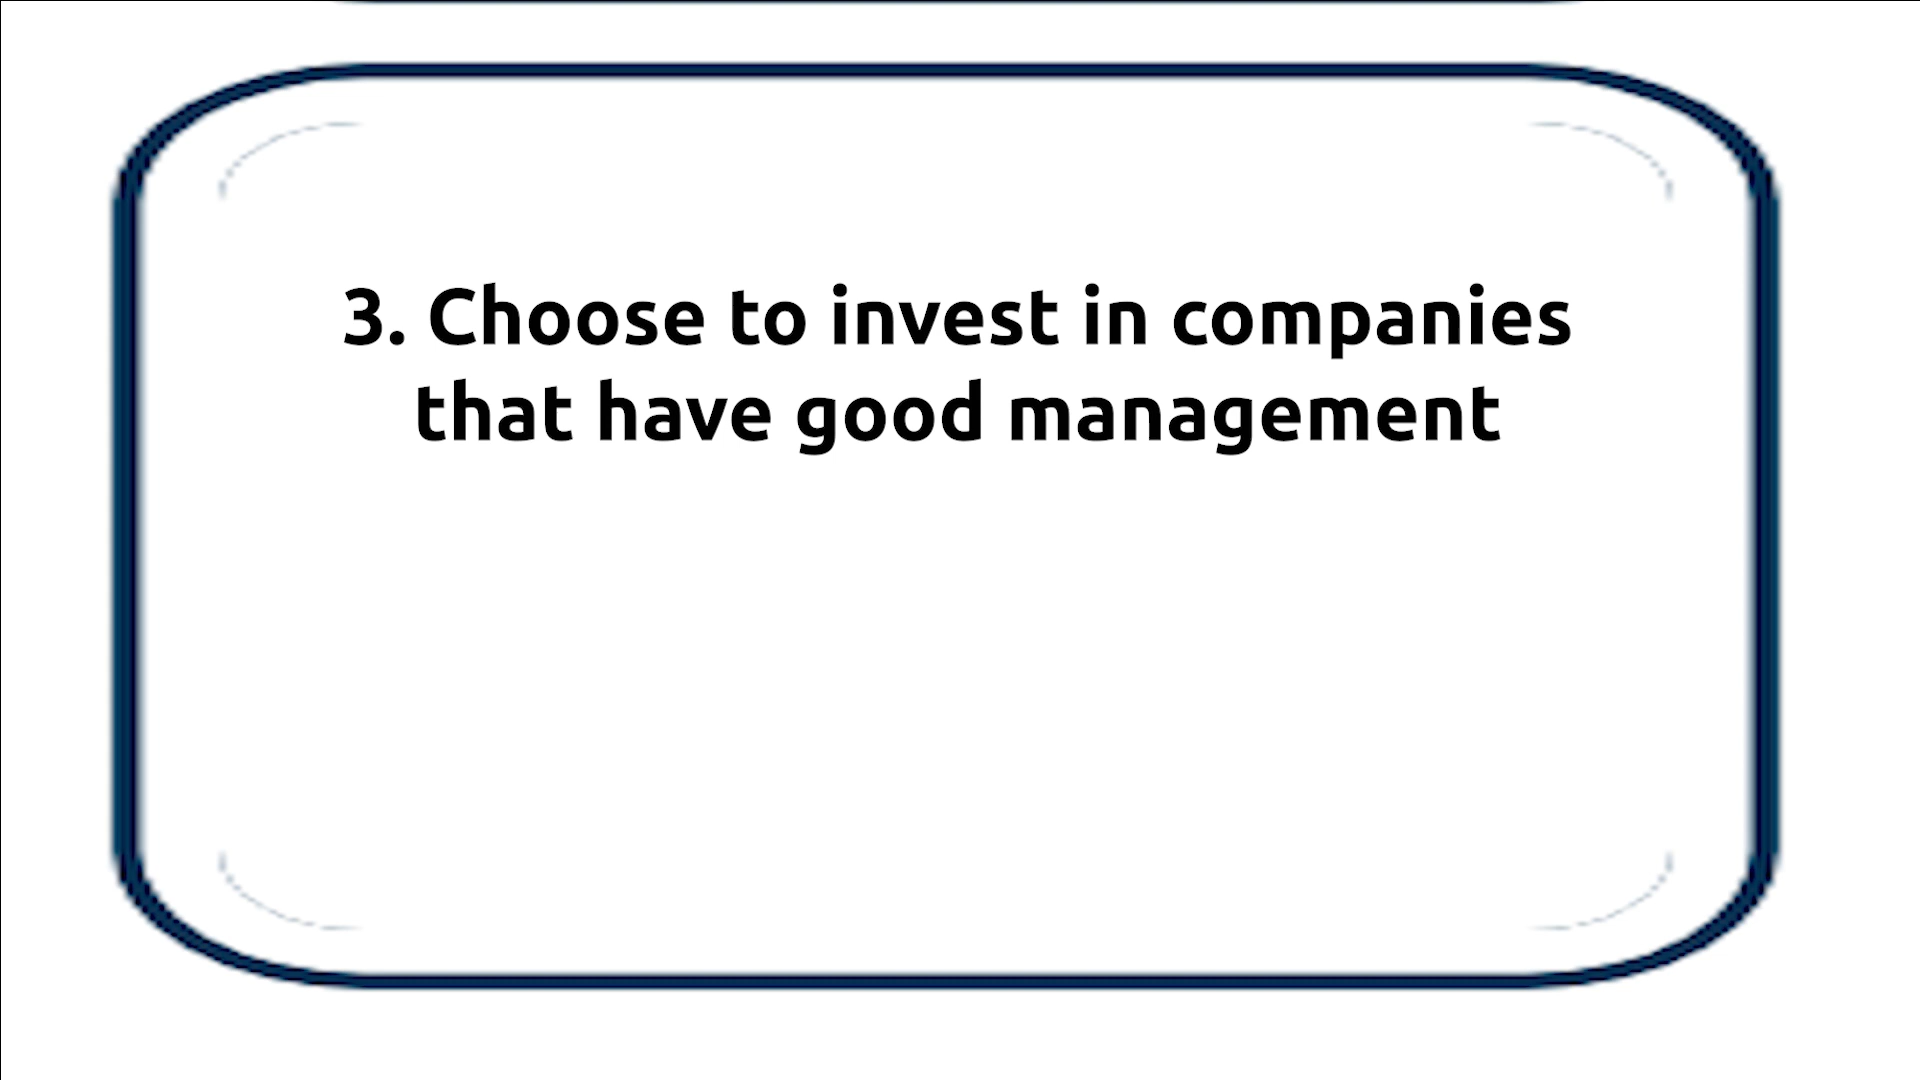 3. Choose to invest in companies
that have good management